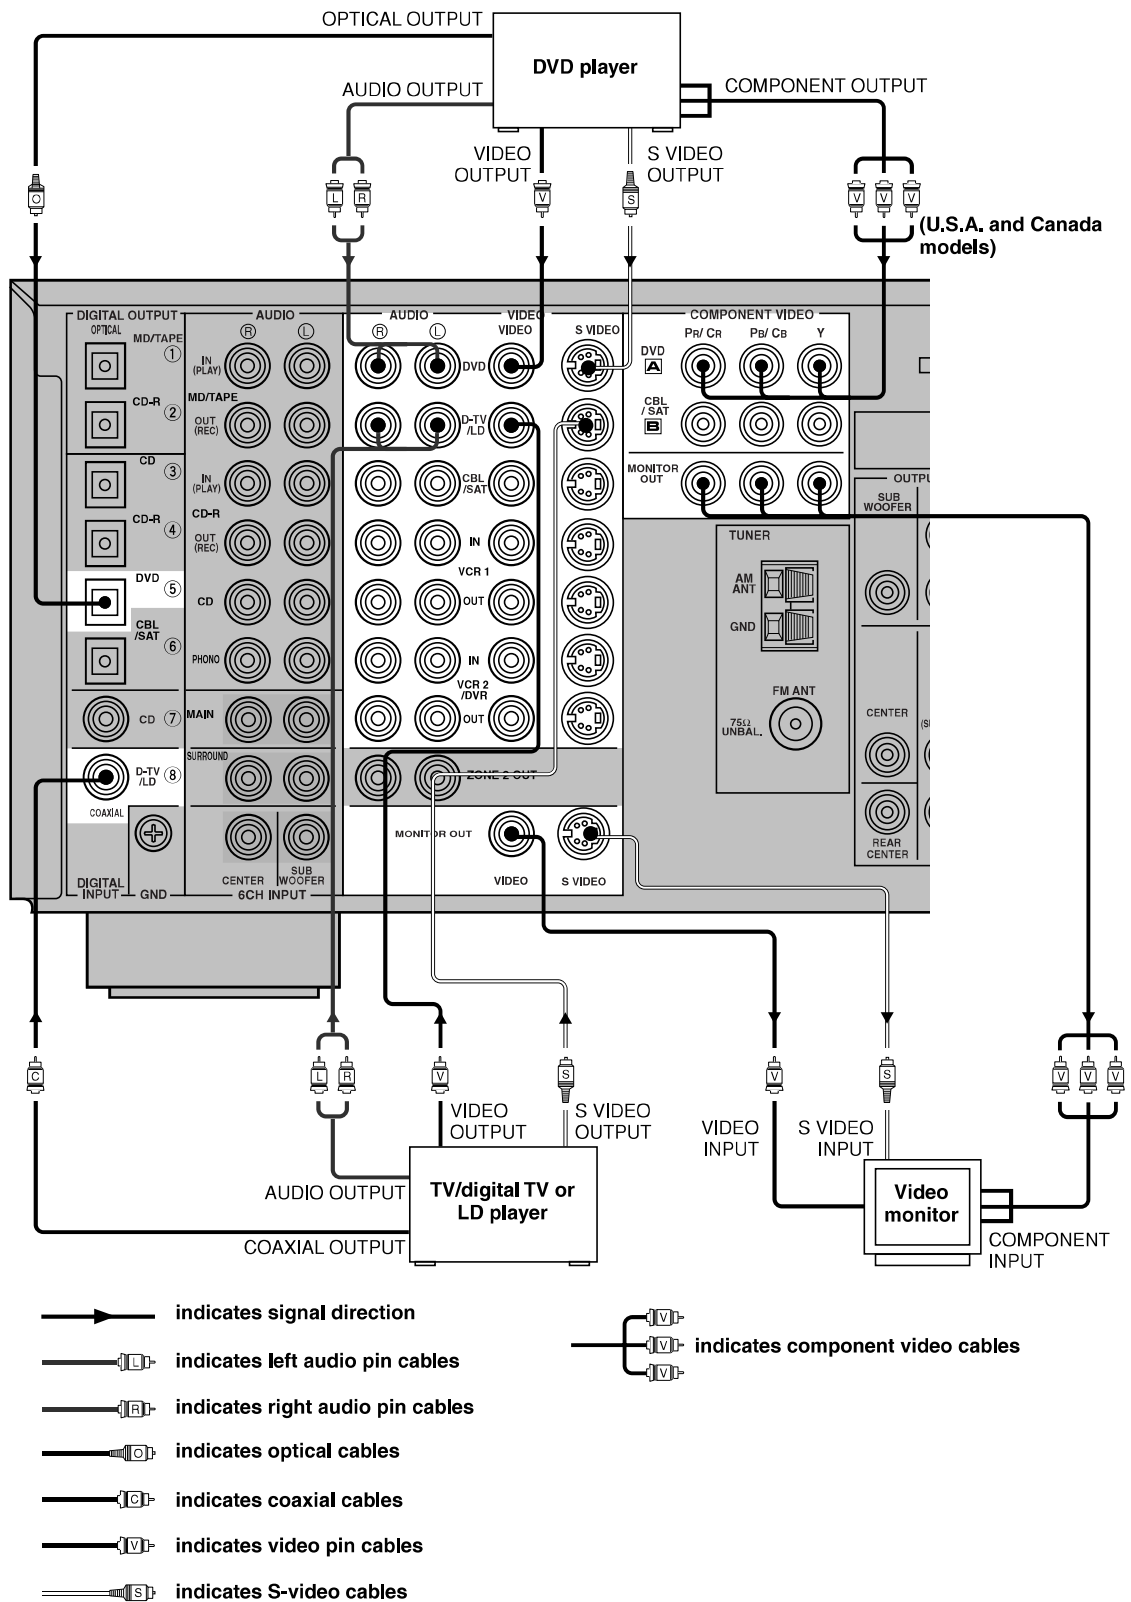 OPTICAL OUTPUT
DVD player
AUDIO OUTPUT
COMPONENT OUTPUT
VIDEO
OUTPUT
S VIDEO
OUTPUT
O
L
R
V
S
V
V
V
(U.S.A. and Canada
models)
DIGITAL OUTPUT
OPTICAL
MD/TAPE
①
CD-R
②
CD
③
CD-R
④
DVD
⑤
CBL
/SAT
⑥
CD
⑦
D-TV
/LD
⑧
COAXIAL
DIGITAL
INPUT
GND
AUDIO
Ⓡ
Ⓛ
IN
(PLAY)
MD/TAPE
OUT
(REC)
IN
(PLAY)
CD-R
OUT
(REC)
CD
PHONO
MAIN
SURROUND
CENTER
SUB
WOOFER
6CH INPUT
AUDIO
Ⓡ
Ⓛ
VIDEO
VIDEO
S VIDEO
DVD
D-TV
/LD
CBL
/SAT
IN
VCR 1
OUT
IN
VCR 2
/DVR
OUT
ZONE 2 OUT
MONITOR OUT
VIDEO
S VIDEO
COMPONENT VIDEO
PR/ CR
PB/ CB
Y
DVD
A
CBL
/ SAT
B
MONITOR
OUT
TUNER
AM
ANT
GND
FM ANT
75Ω
UNBAL.
OUTPU
SUB
WOOFER
CENTER
(SU
REAR
CENTER
C
L
R
V
S
V
S
V
V
V
VIDEO
OUTPUT
S VIDEO
OUTPUT
VIDEO
INPUT
S VIDEO
INPUT
AUDIO OUTPUT
TV/digital TV or
LD player
COAXIAL OUTPUT
Video
monitor
COMPONENT
INPUT
indicates signal direction
L
indicates left audio pin cables
R
indicates right audio pin cables
O
indicates optical cables
C
indicates coaxial cables
V
indicates video pin cables
S
indicates S-video cables
V
V
V
indicates component video cables